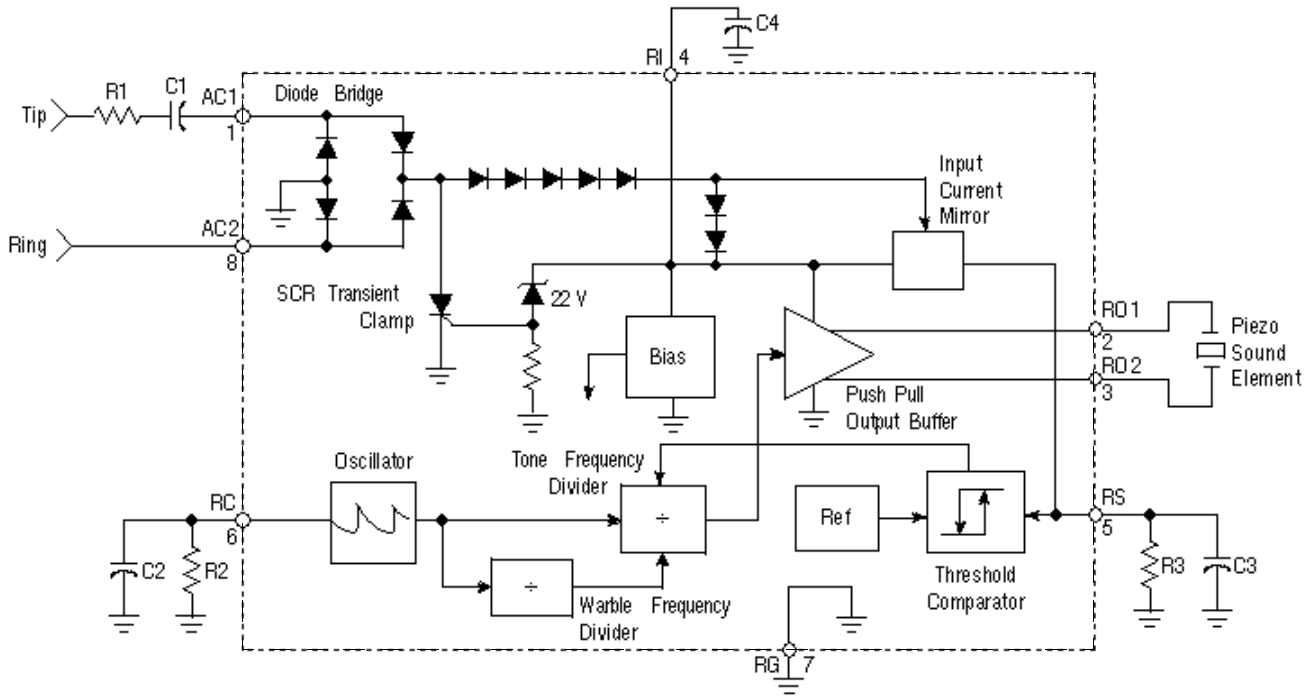 C4
RI 4
R1 C1 AC1 Diode Bridge
Tip
1
Input
Current
Mirror
AC2
Ring
8
SCR Transient
Clamp
22 V
Bias
RO1
2
Piezo
Sound
Element
RO2
3
Push Pull
Output Buffer
Oscillator
Tone Frequency
Divider
RC
6
÷
Ref
RS
5
C2
R2
÷
Warble Frequency
Divider
Threshold
Comparator
R3
C3
RG 7